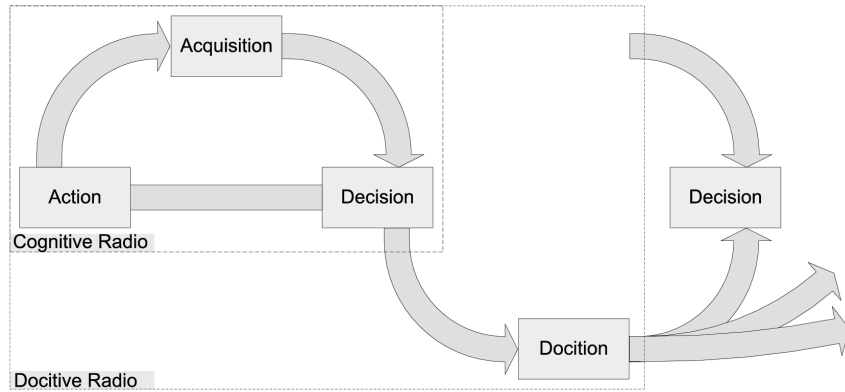 Acquisition
Action
Decision
Decision
Cognitive Radio
Docition
Docitive Radio